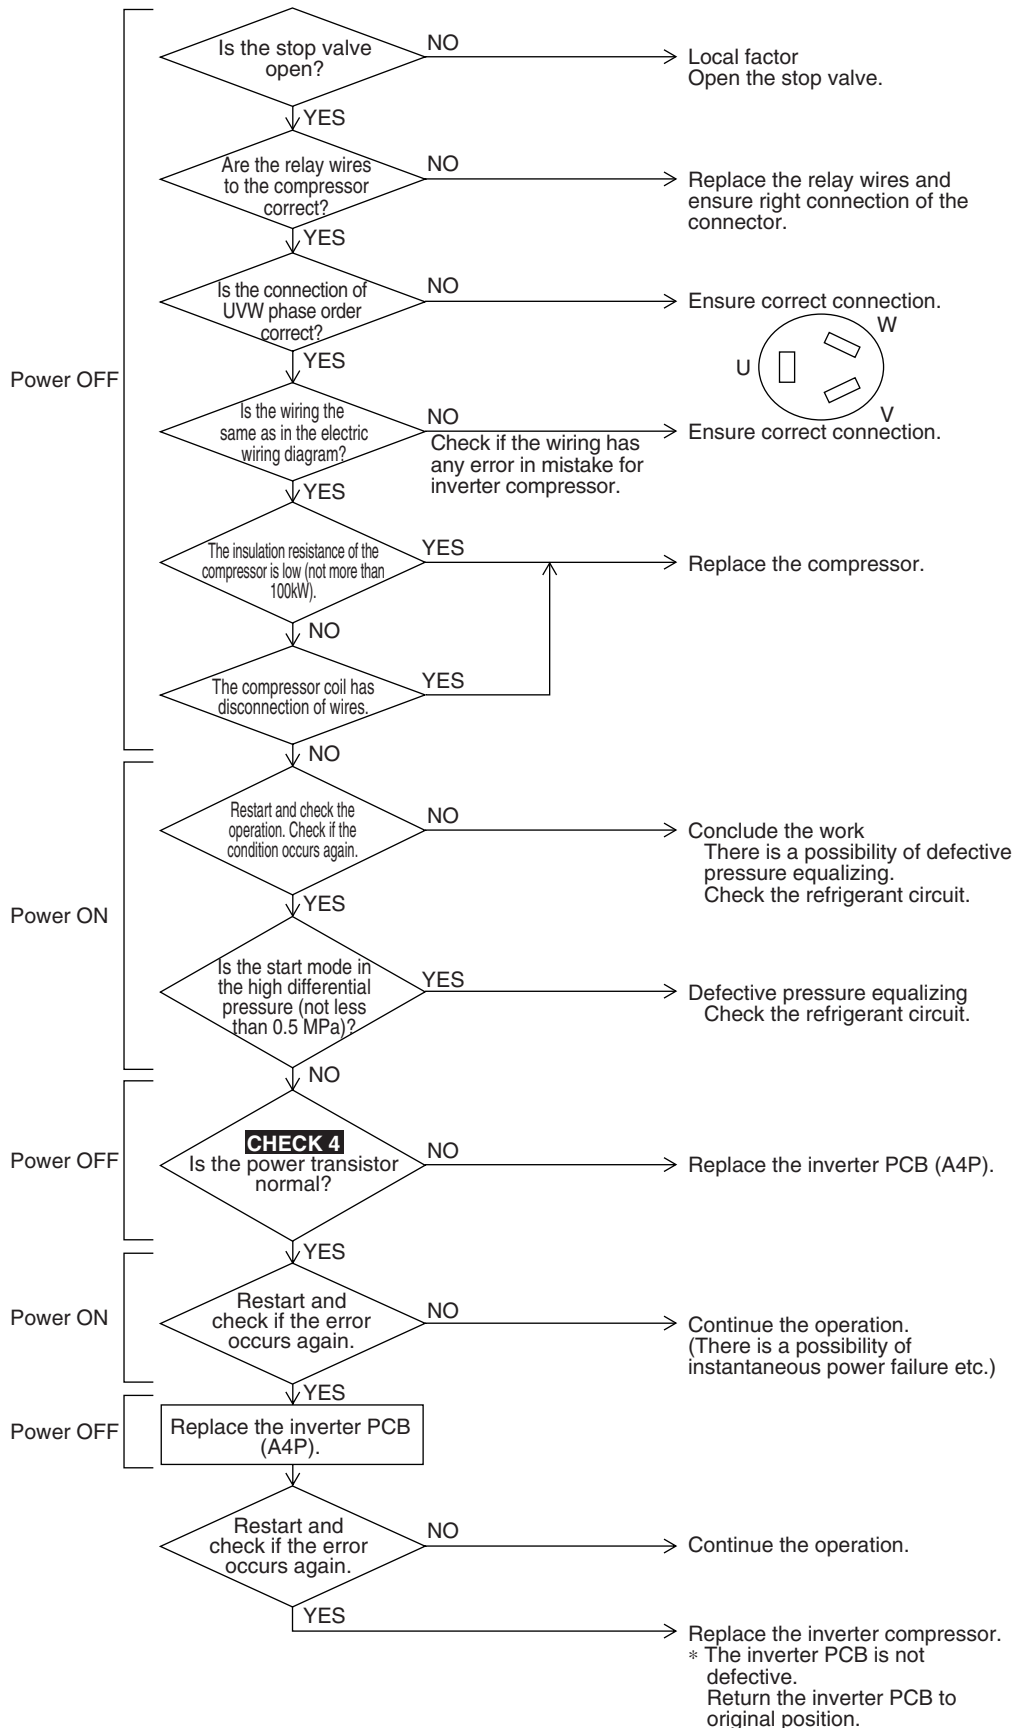 Is the stop valve
open?
NO
Local factor
Open the stop valve.
YES
Are the relay wires
to the compressor
correct?
NO
Replace the relay wires and
ensure right connection of the
connector.
YES
Is the connection of
UVW phase order
correct?
NO
Ensure correct connection.
W
U
V
YES
Power OFF
Is the wiring the
same as in the electric
wiring diagram?
NO
Check if the wiring has
any error in mistake for
inverter compressor.
Ensure correct connection.
YES
The insulation resistance of the
compressor is low (not more than
100kW).
YES
Replace the compressor.
NO
The compressor coil has
disconnection of wires.
YES
NO
Restart and check the
operation. Check if the
condition occurs again.
NO
Conclude the work
There is a possibility of defective
pressure equalizing.
Check the refrigerant circuit.
Power ON
YES
Is the start mode in
the high differential
pressure (not less
than 0.5 MPa)?
YES
Defective pressure equalizing
Check the refrigerant circuit.
NO
Power OFF
CHECK 4
Is the power transistor
normal?
NO
Replace the inverter PCB (A4P).
YES
Power ON
Restart and
check if the error
occurs again.
NO
Continue the operation.
(There is a possibility of
instantaneous power failure etc.)
YES
Power OFF
Replace the inverter PCB
(A4P).
Restart and
check if the error
occurs again.
NO
Continue the operation.
YES
Replace the inverter compressor.
* The inverter PCB is not
defective.
Return the inverter PCB to
original position.